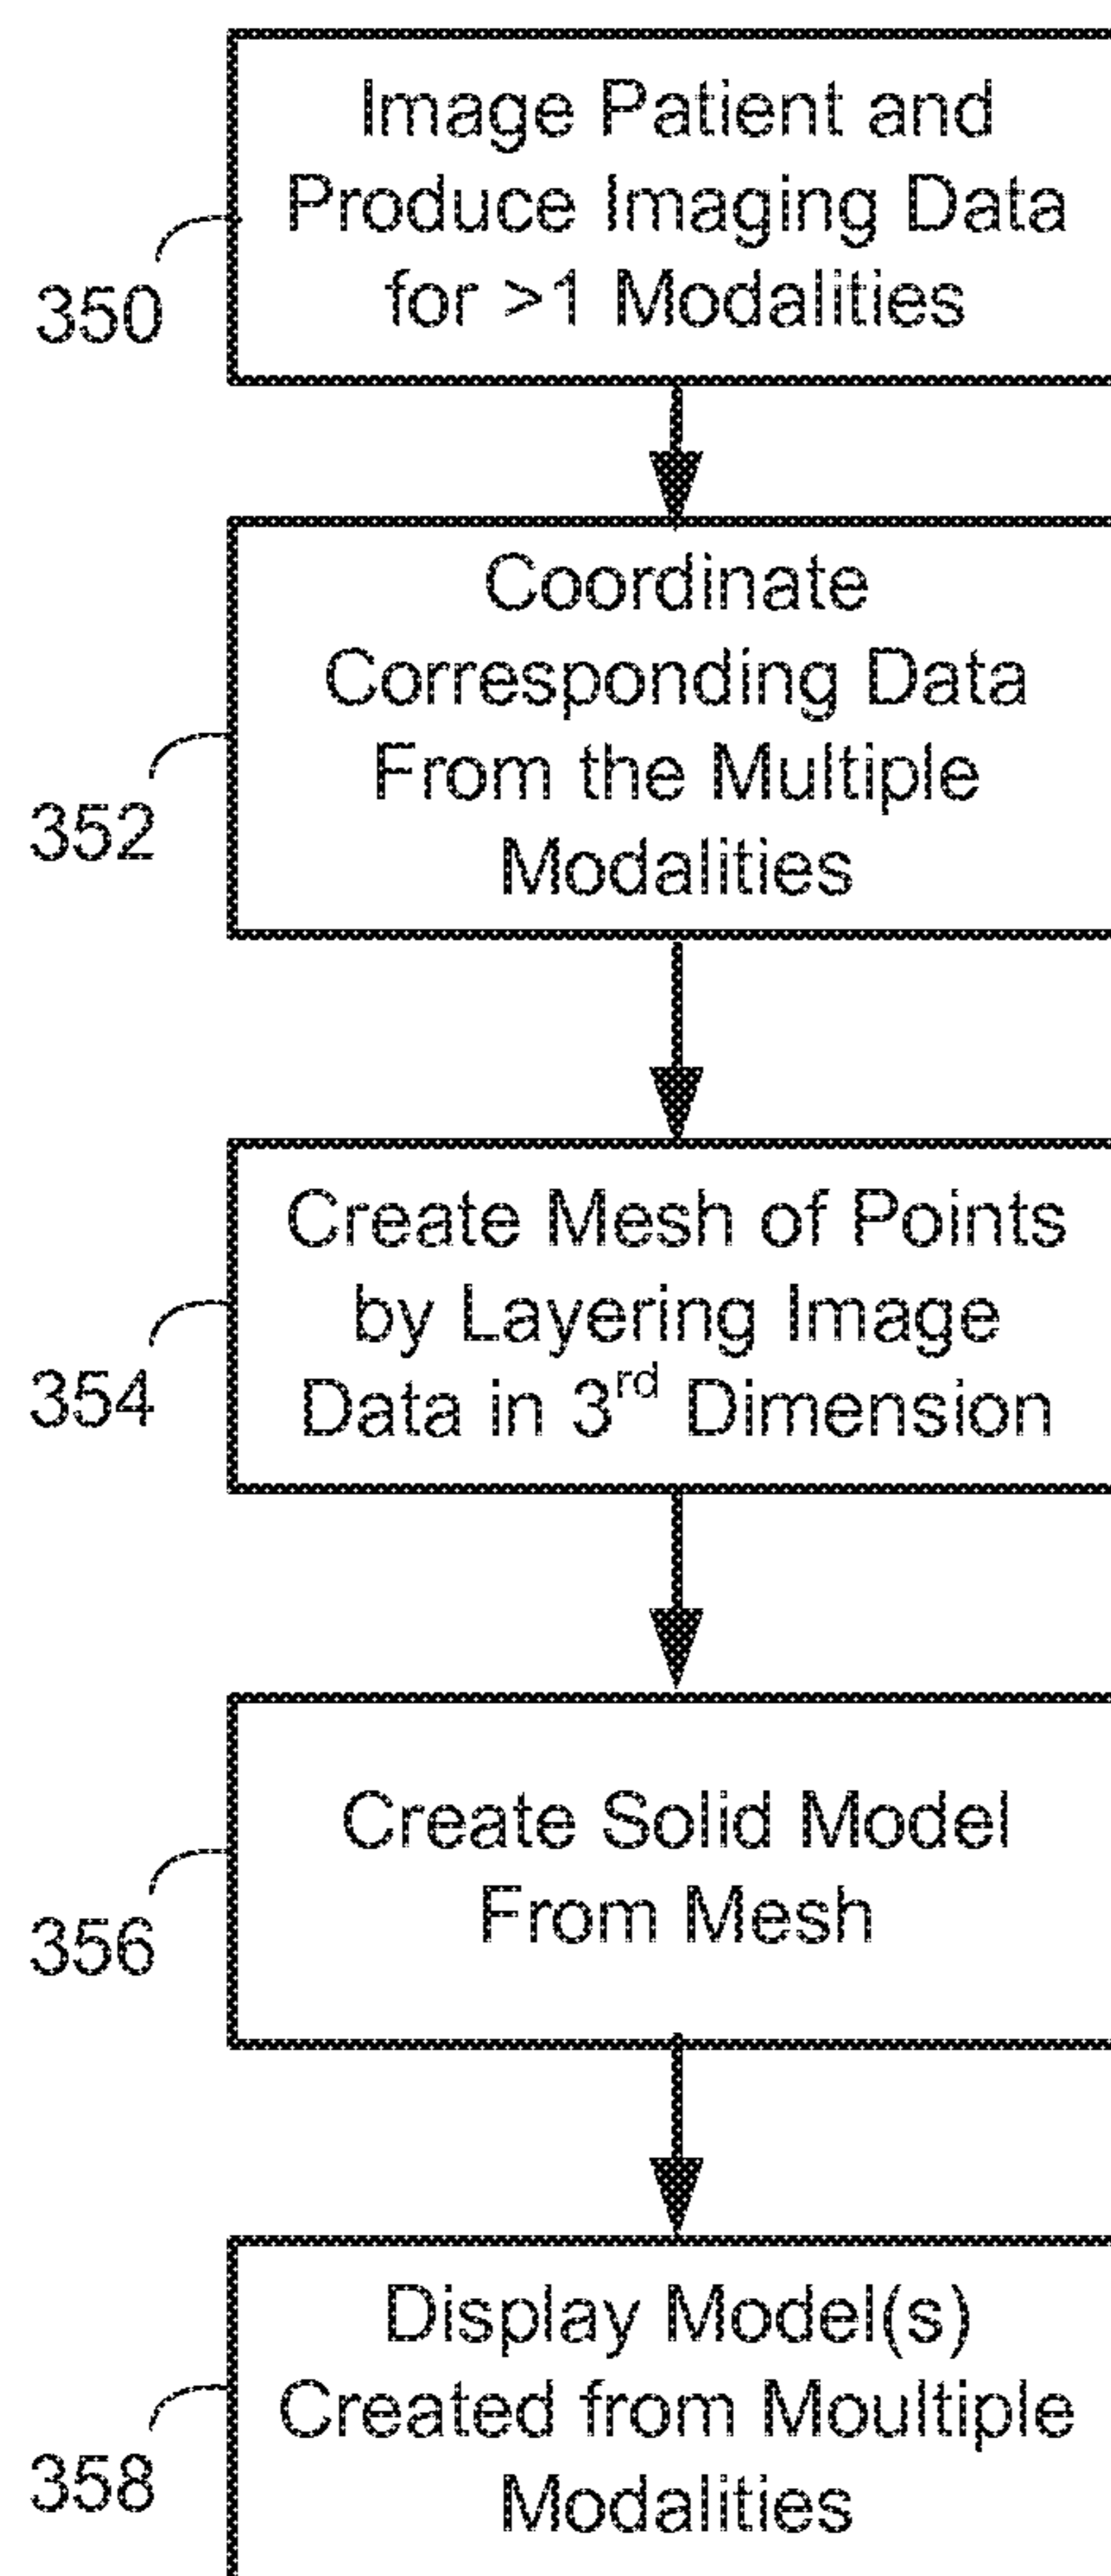 Image Patient and
Produce Imaging Data
for >1 Modalities
350
Coordinate
Corresponding Data
From the Multiple
Modalities
352
Create Mesh of Points
by Layering Image
Data in 3rd Dimension
354
Create Solid Model
From Mesh
356
Display Model(s)
Created from Moultiple
Modalities
358